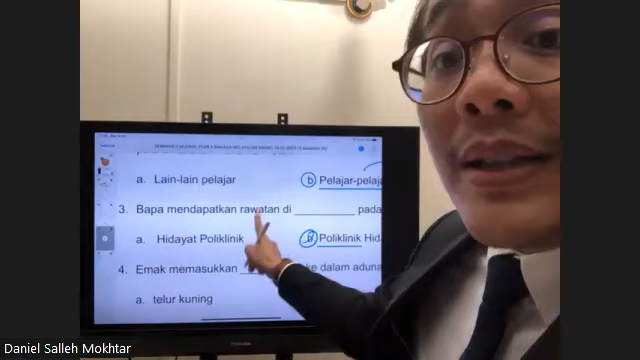 a. Lain-lain pelajar b Pelajar-pelaj
3. Bapa mendapatkan rawatan di ________ pada
a. Hidayat Poliklinik b Poliklinik Hid
4. Emak memasukkan ke dalam aduna
a. telur kuning
Daniel Salleh Mokhtar